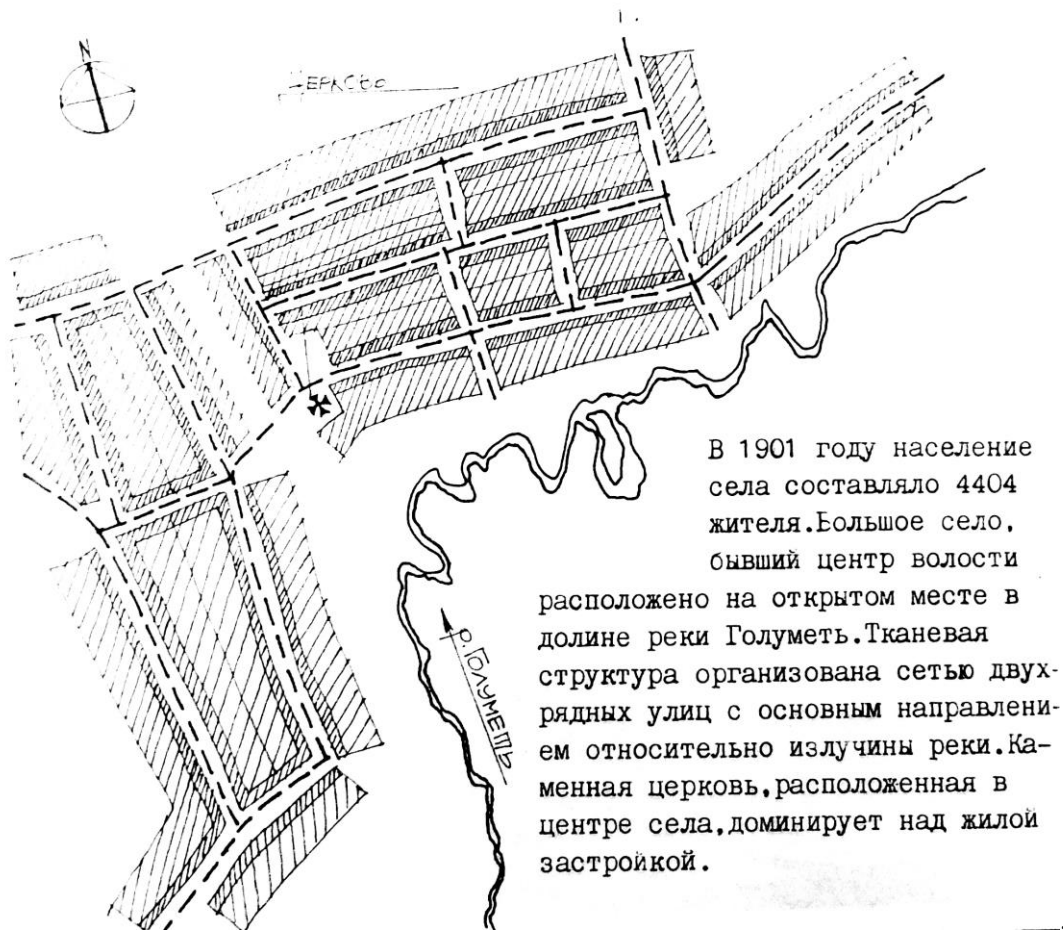 N
В 1901 году население
села составляло 4404
жителя.Большое село,
бывший центр волости
расположено на открытом месте в
долине реки Голуметь.Тканевая
структура организована сетью двух-
рядных улиц с основным направлени-
ем относительно излучины реки.Ка-
менная церковь,расположенная в
центре села,доминирует над жилой
застройкой.
р.Голуметь